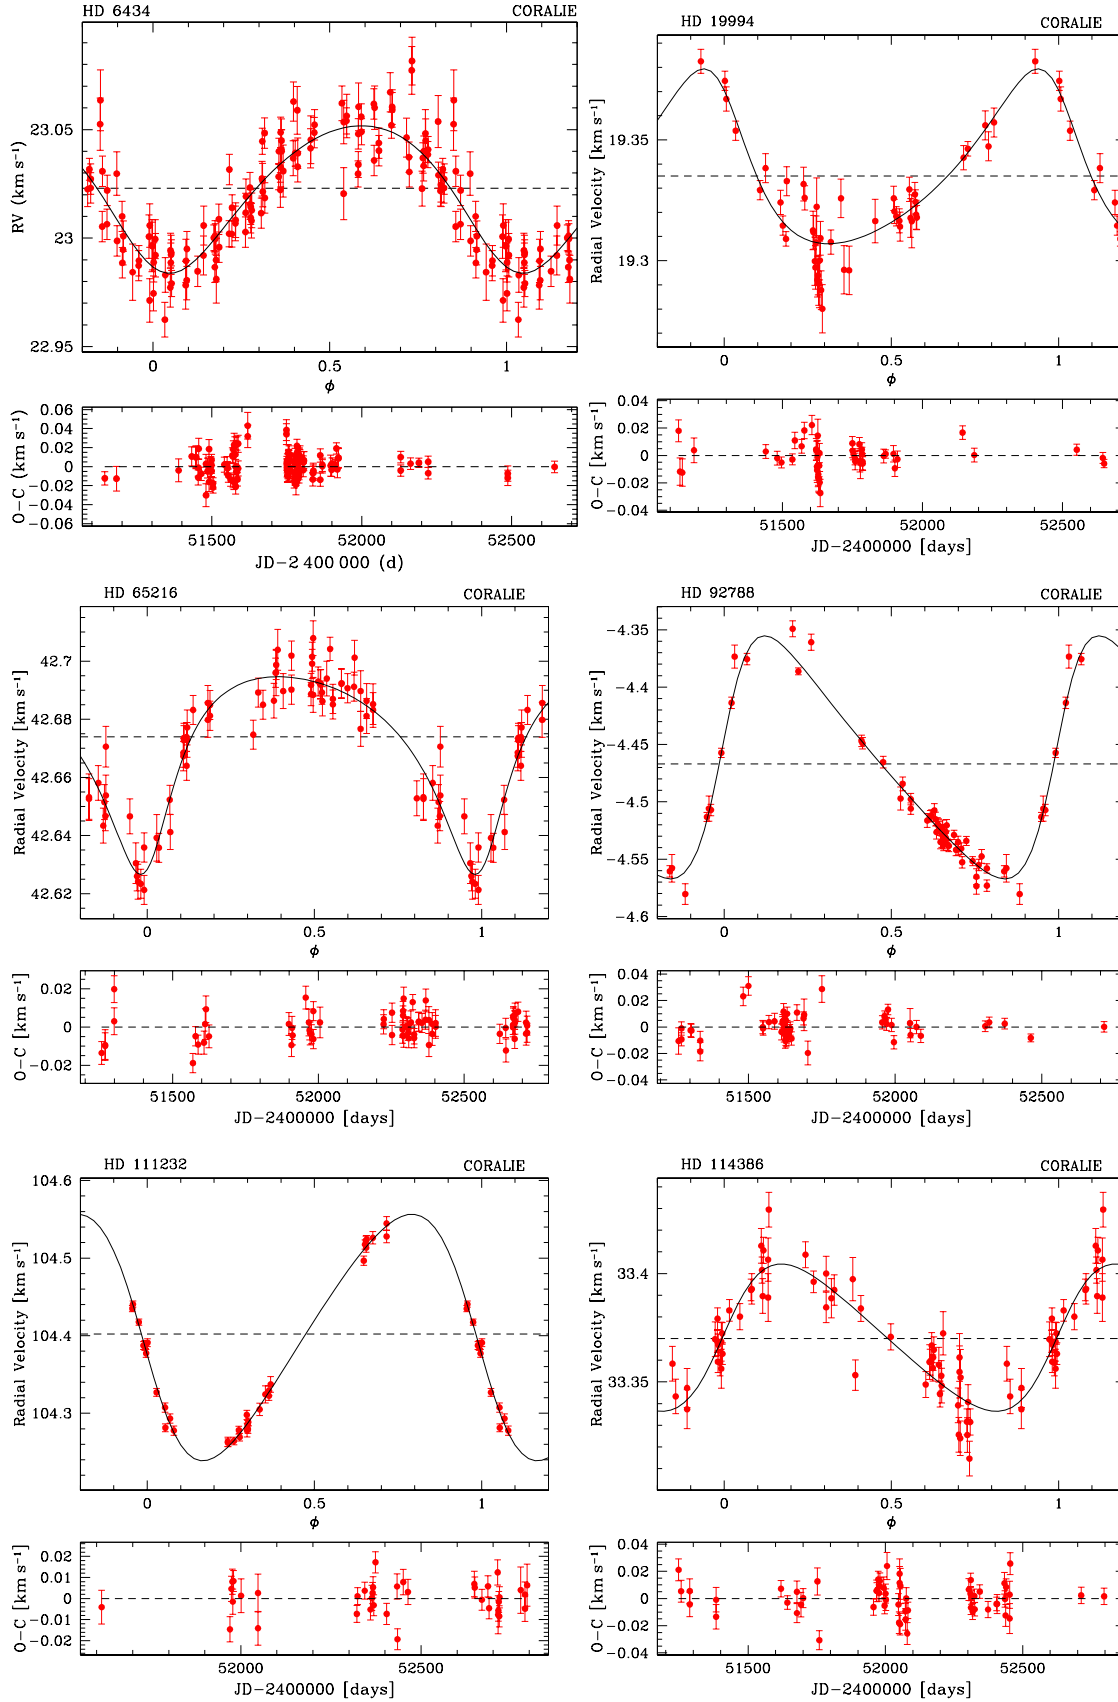 HD 6434 CORALIE
RV (km s⁻¹)
23.05
23
22.95
0 0.5 1
ϕ
O−C (km s⁻¹)
0.06
0.04
0.02
0
−0.02
−0.04
−0.06
51500 52000 52500
JD−2 400 000 (d)
HD 19994 CORALIE
Radial Velocity [km s⁻¹]
19.35
19.3
0 0.5 1
ϕ
O−C [km s⁻¹]
0.04
0.02
0
−0.02
−0.04
51500 52000 52500
JD−2400000 [days]
HD 65216 CORALIE
Radial Velocity [km s⁻¹]
42.7
42.68
42.66
42.64
42.62
0 0.5 1
ϕ
O−C [km s⁻¹]
0.02
0
−0.02
51500 52000 52500
JD−2400000 [days]
HD 92788 CORALIE
Radial Velocity [km s⁻¹]
−4.35
−4.4
−4.45
−4.5
−4.55
−4.6
0 0.5 1
ϕ
O−C [km s⁻¹]
0.04
0.02
0
−0.02
−0.04
51500 52000 52500
JD−2400000 [days]
HD 111232 CORALIE
Radial Velocity [km s⁻¹]
104.6
104.5
104.4
104.3
0 0.5 1
ϕ
O−C [km s⁻¹]
0.02
0.01
0
−0.01
−0.02
52000 52500
JD−2400000 [days]
HD 114386 CORALIE
Radial Velocity [km s⁻¹]
33.4
33.35
0 0.5 1
ϕ
O−C [km s⁻¹]
0.04
0.02
0
−0.02
−0.04
51500 52000 52500
JD−2400000 [days]